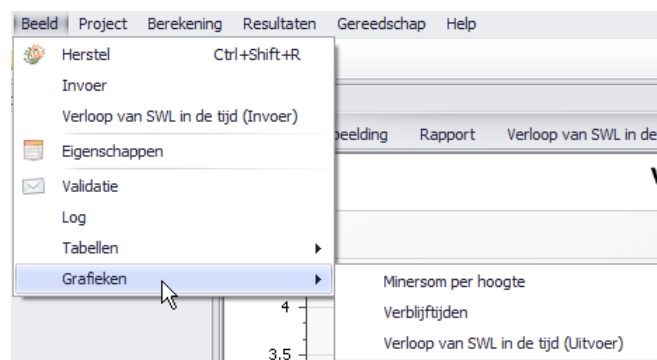 Beeld Project Berekening Resultaten Gereedschap Help
Herstel Ctrl+Shift+R
Invoer
Verloop van SWL in de tijd (Invoer)
Eigenschappen
Rapport Verloop van SWL in de
Validatie
Log
Tabellen
Grafieken
Minersom per hoogte
Verblijftijden
Verloop van SWL in de tijd (Uitvoer)
4
3.5